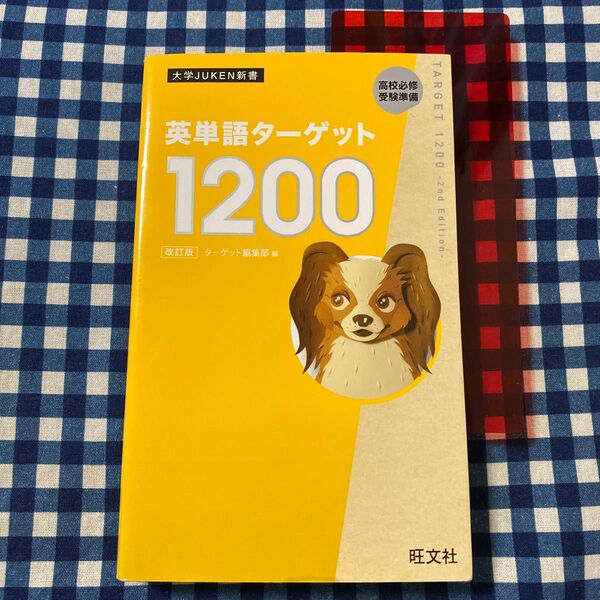 大学JUKEN新書
高校必修
受験準備
英単語ターゲット
1200
改訂版 ターゲット編集部 編
TARGET 1200 -2nd Edition-
旺文社